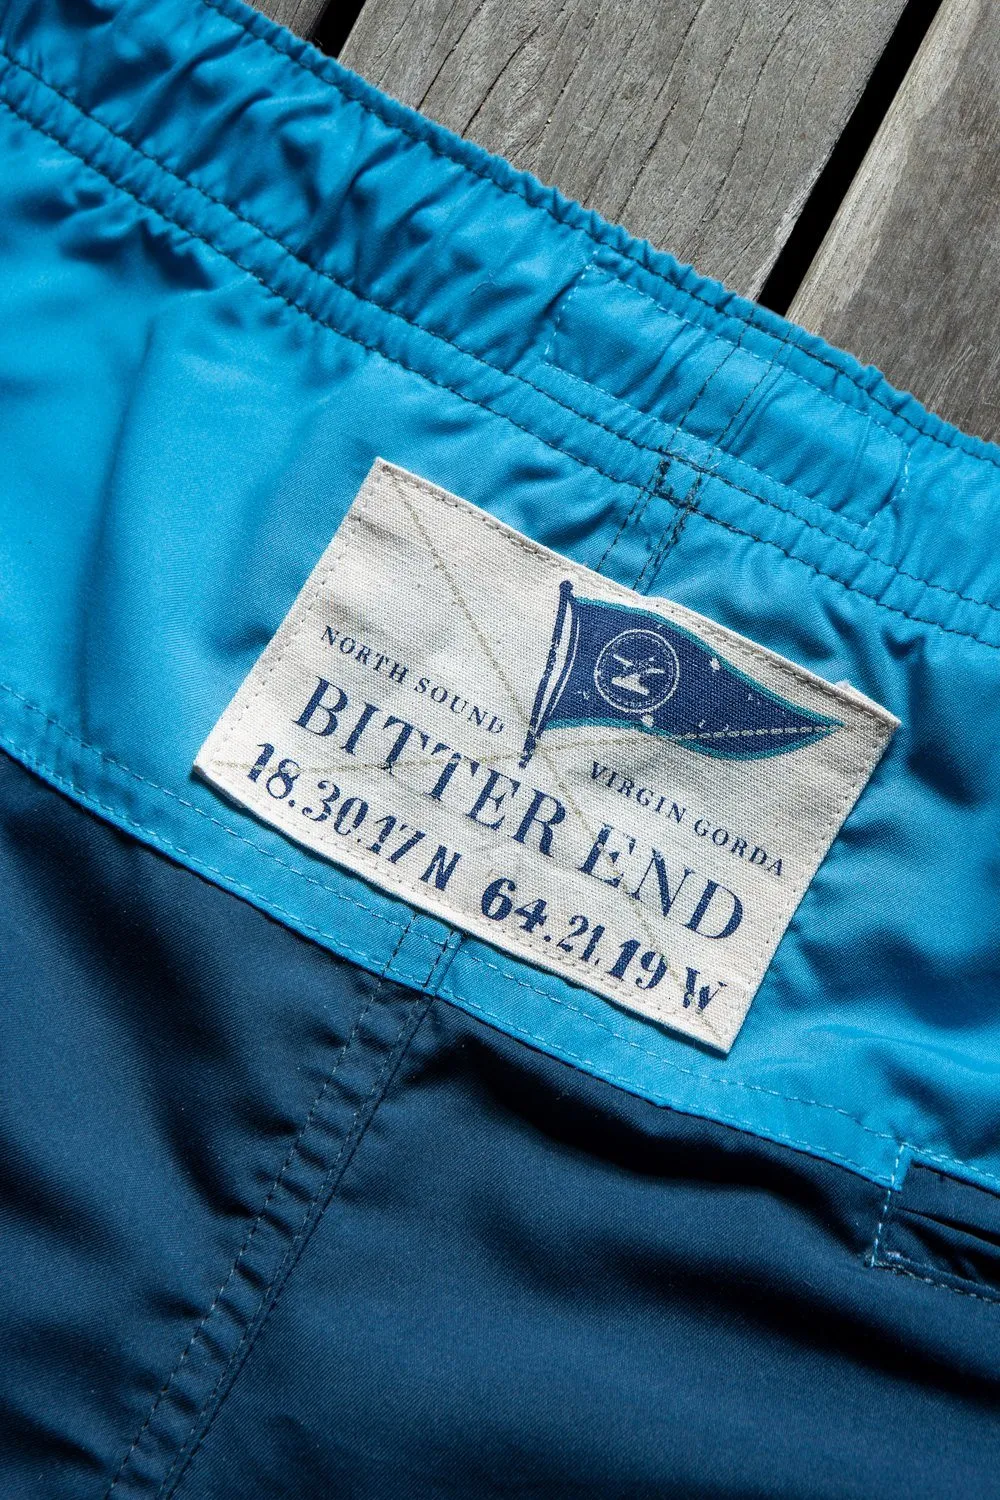 NORTH SOUND VIRGIN GORDA
BITTER END
18.30.17 N 64.21.19 W